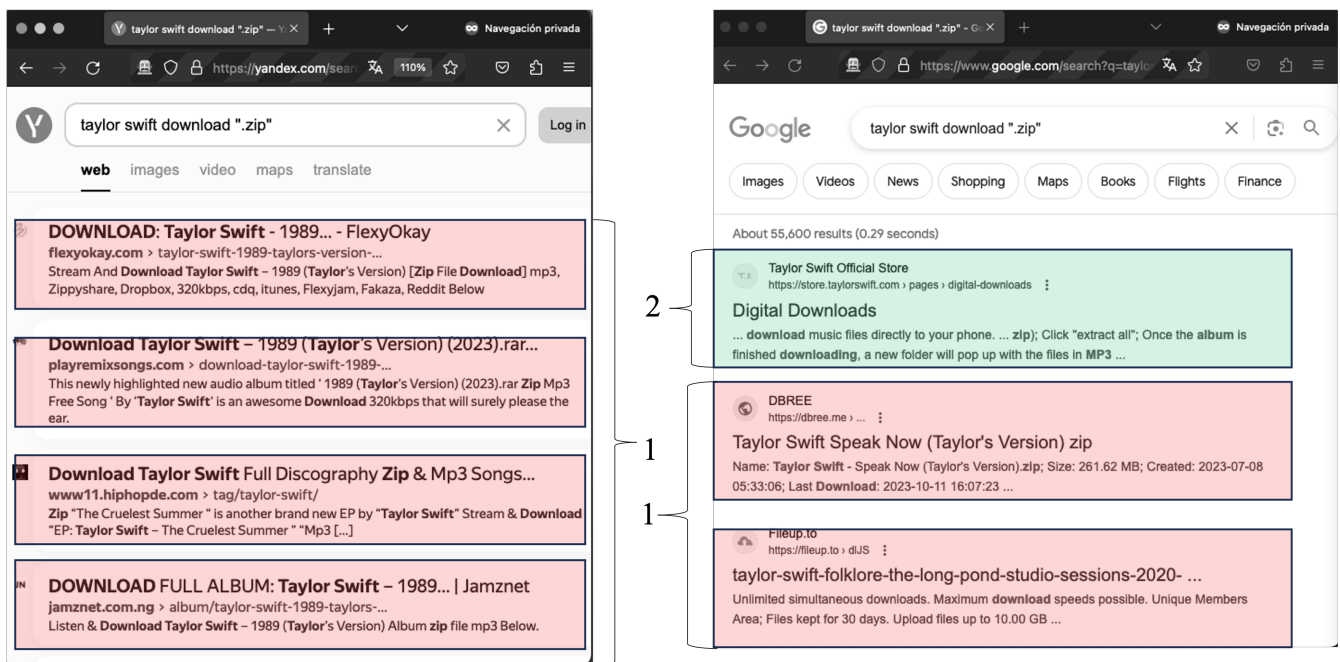 taylor swift download ".zip" — Y
Navegación privada
https://yandex.com/sear
110%
taylor swift download ".zip"
Log in
web images video maps translate
DOWNLOAD: Taylor Swift - 1989... - FlexyOkay
flexyokay.com › taylor-swift-1989-taylors-version-...
Stream And Download Taylor Swift – 1989 (Taylor's Version) [Zip File Download] mp3,
Zippyshare, Dropbox, 320kbps, cdq, itunes, Flexyjam, Fakaza, Reddit Below
Download Taylor Swift – 1989 (Taylor's Version) (2023).rar...
playremixsongs.com › download-taylor-swift-1989-...
This newly highlighted new audio album titled ‘ 1989 (Taylor's Version) (2023).rar Zip Mp3
Free Song ‘ By 'Taylor Swift' is an awesome Download 320kbps that will surely please the
ear.
Download Taylor Swift Full Discography Zip & Mp3 Songs...
www11.hiphopde.com › tag/taylor-swift/
Zip “The Cruelest Summer “ is another brand new EP by “Taylor Swift” Stream & Download
“EP: Taylor Swift – The Cruelest Summer ” “Mp3 [...]
DOWNLOAD FULL ALBUM: Taylor Swift – 1989... | Jamznet
jamznet.com.ng › album/taylor-swift-1989-taylors-...
Listen & Download Taylor Swift – 1989 (Taylor's Version) Album zip file mp3 Below.
1
2
1
taylor swift download ".zip" - Go
Navegación privada
https://www.google.com/search?q=taylo
Google
taylor swift download ".zip"
Images Videos News Shopping Maps Books Flights Finance
About 55,600 results (0.29 seconds)
T.S.
Taylor Swift Official Store
https://store.taylorswift.com › pages › digital-downloads
Digital Downloads
... download music files directly to your phone. ... zip); Click "extract all"; Once the album is
finished downloading, a new folder will pop up with the files in MP3 ...
DBREE
https://dbree.me › ...
Taylor Swift Speak Now (Taylor's Version) zip
Name: Taylor Swift - Speak Now (Taylor's Version).zip; Size: 261.62 MB; Created: 2023-07-08
05:33:06; Last Download: 2023-10-11 16:07:23 ...
Fileup.to
https://fileup.to › dlJS
taylor-swift-folklore-the-long-pond-studio-sessions-2020- ...
Unlimited simultaneous downloads. Maximum download speeds possible. Unique Members
Area; Files kept for 30 days. Upload files up to 10.00 GB ...